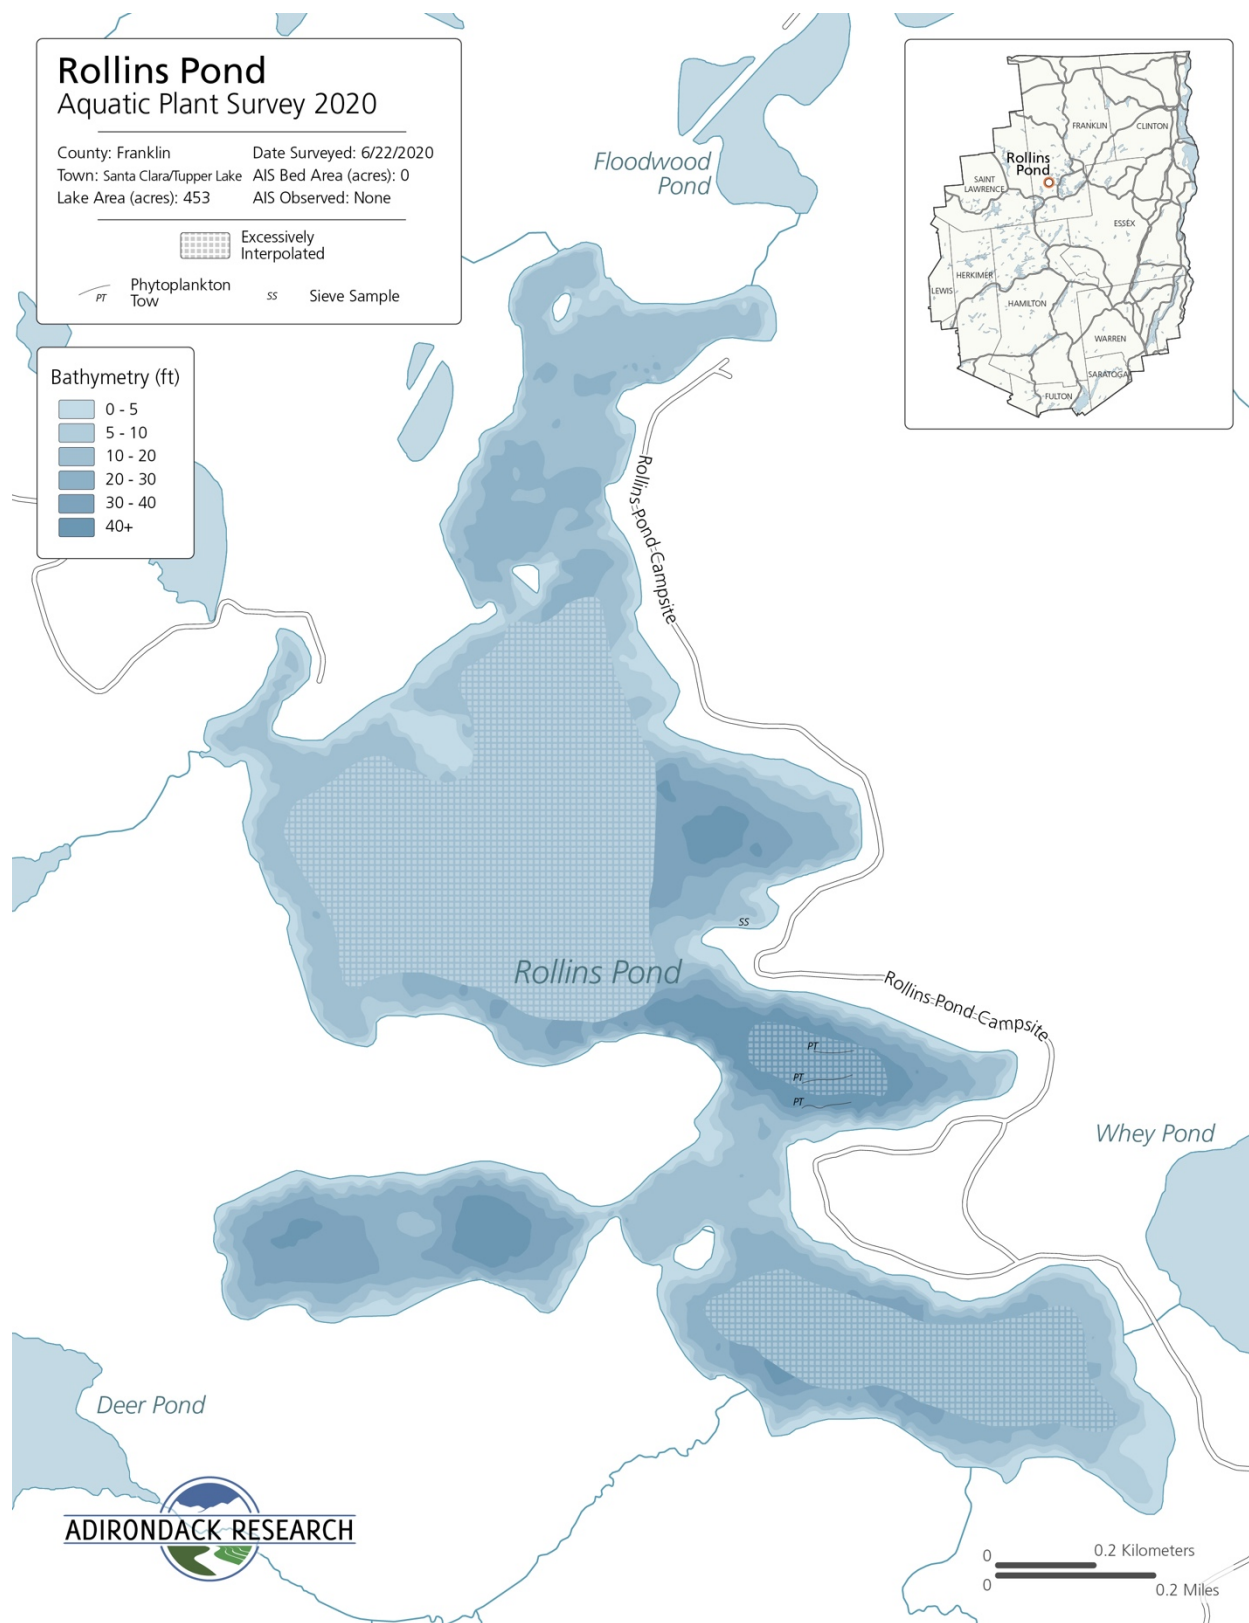 Rollins Pond
Aquatic Plant Survey 2020
County: Franklin
Date Surveyed: 6/22/2020
Town: Santa Clara/Tupper Lake
AIS Bed Area (acres): 0
Lake Area (acres): 453
AIS Observed: None
Excessively
Interpolated
PT
Phytoplankton
Tow
SS
Sieve Sample
Bathymetry (ft)
0 - 5
5 - 10
10 - 20
20 - 30
30 - 40
40+
Floodwood
Pond
FRANKLIN
CLINTON
Rollins
Pond
SAINT
LAWRENCE
ESSEX
HERKIMER
LEWIS
HAMILTON
WARREN
SARATOGA
FULTON
Rollins-Pond-Campsite
SS
Rollins Pond
Rollins-Pond-Campsite
PT
PT
PT
Whey Pond
Deer Pond
ADIRONDACK RESEARCH
0
0.2 Kilometers
0
0.2 Miles